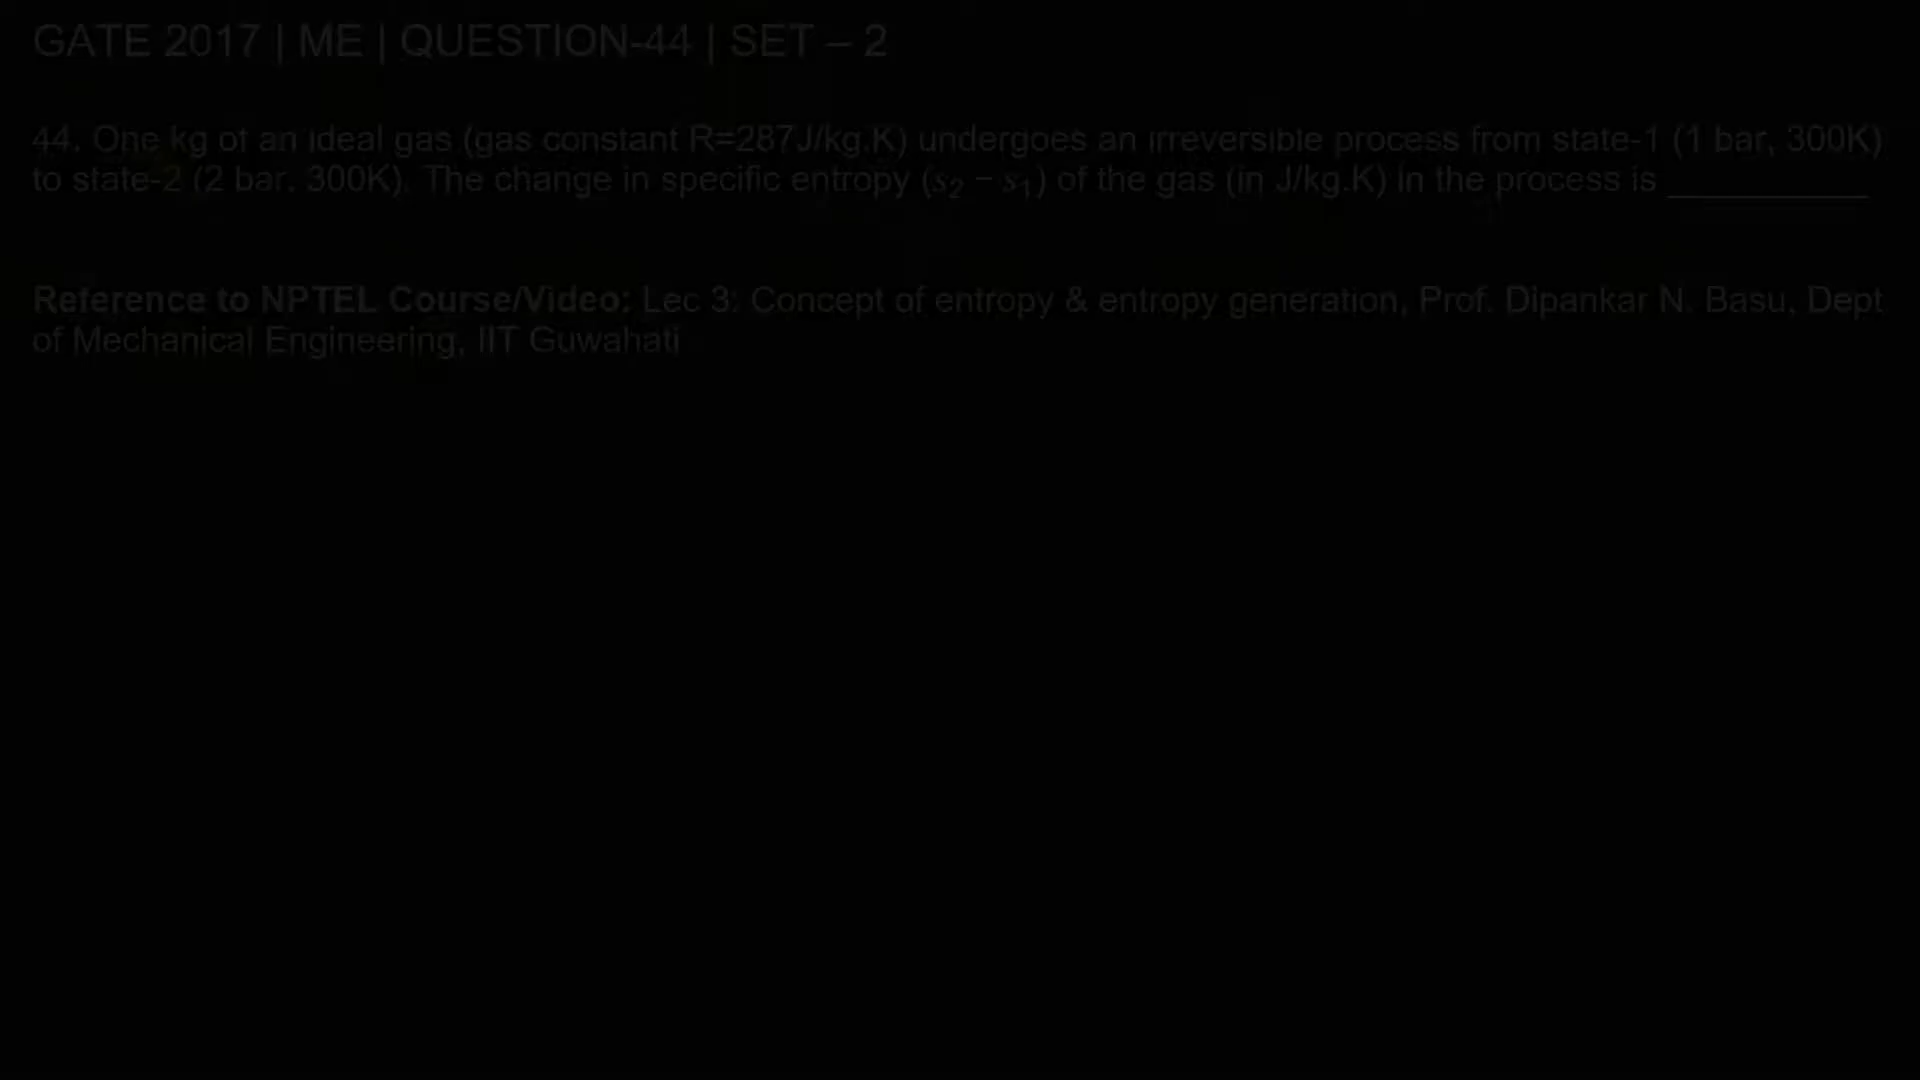 GATE 2017 | ME | QUESTION-44 | SET – 2
44. One kg of an ideal gas (gas constant R=287J/kg.K) undergoes an irreversible process from state-1 (1 bar, 300K)
to state-2 (2 bar. 300K). The change in specific entropy (s₂ − s₁) of the gas (in J/kg.K) in the process is ___________
Reference to NPTEL Course/Video: Lec 3: Concept of entropy & entropy generation, Prof. Dipankar N. Basu, Dept
of Mechanical Engineering, IIT Guwahati